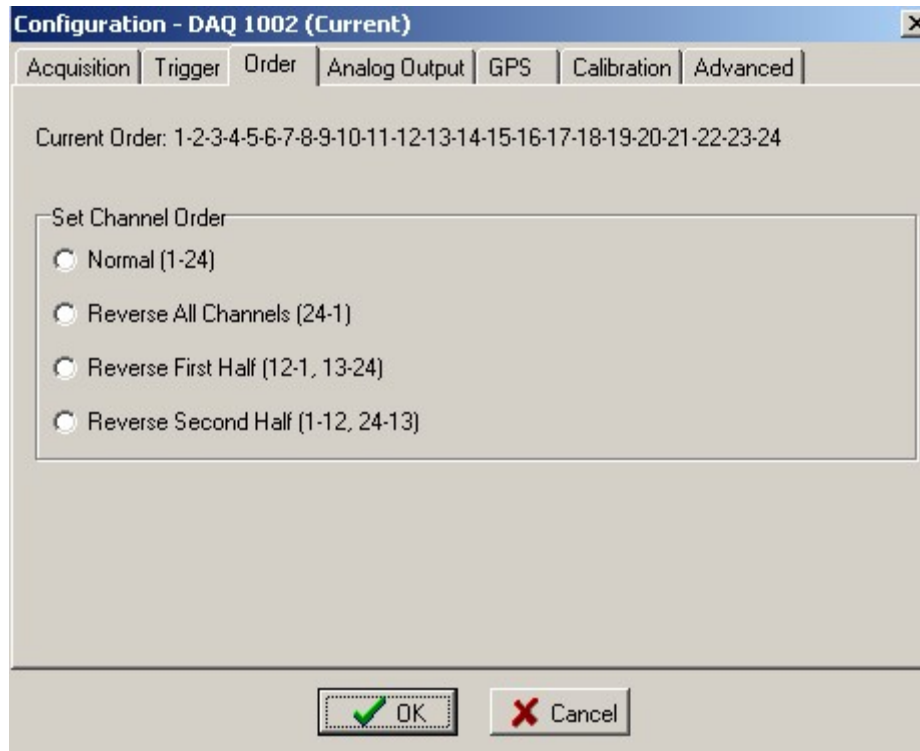 Configuration - DAQ 1002 (Current)
Acquisition Trigger Order Analog Output GPS Calibration Advanced
Current Order: 1-2-3-4-5-6-7-8-9-10-11-12-13-14-15-16-17-18-19-20-21-22-23-24
Set Channel Order
Normal (1-24)
Reverse All Channels (24-1)
Reverse First Half (12-1, 13-24)
Reverse Second Half (1-12, 24-13)
OK Cancel